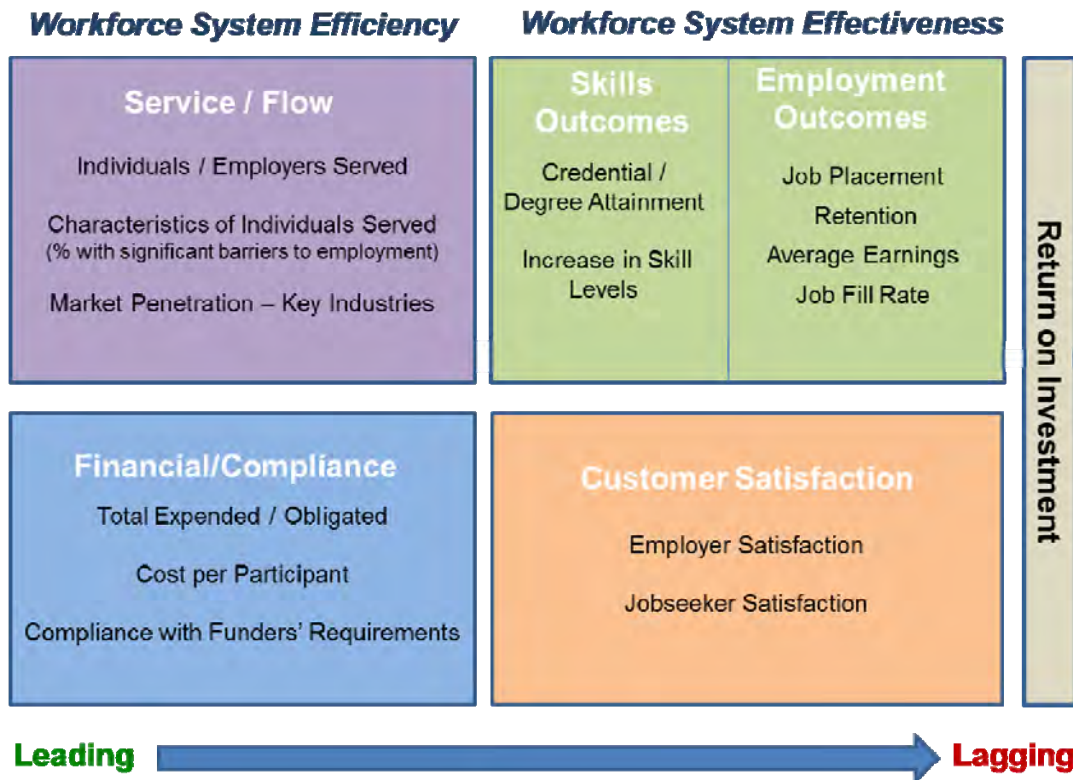 Workforce System Efficiency
Workforce System Effectiveness
Service / Flow
Individuals / Employers Served
Characteristics of Individuals Served
(% with significant barriers to employment)
Market Penetration – Key Industries
Skills
Outcomes
Credential /
Degree Attainment
Increase in Skill
Levels
Employment
Outcomes
Job Placement
Retention
Average Earnings
Job Fill Rate
Return on Investment
Financial/Compliance
Total Expended / Obligated
Cost per Participant
Compliance with Funders’ Requirements
Customer Satisfaction
Employer Satisfaction
Jobseeker Satisfaction
Leading
Lagging